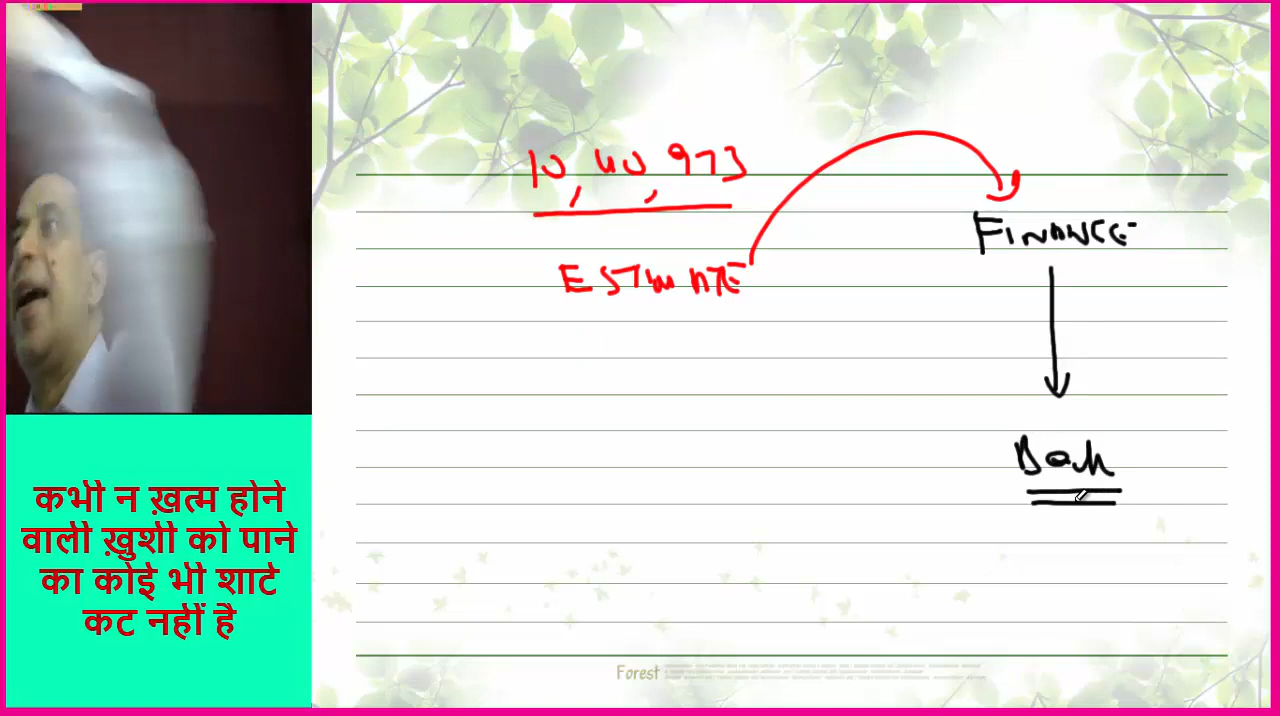 10,40,973
ESTIMATE
FINANCE
Bank
कभी न ख़त्म होने
वाली ख़ुशी को पाने
का कोई भी शार्ट
कट नहीं है
Forest